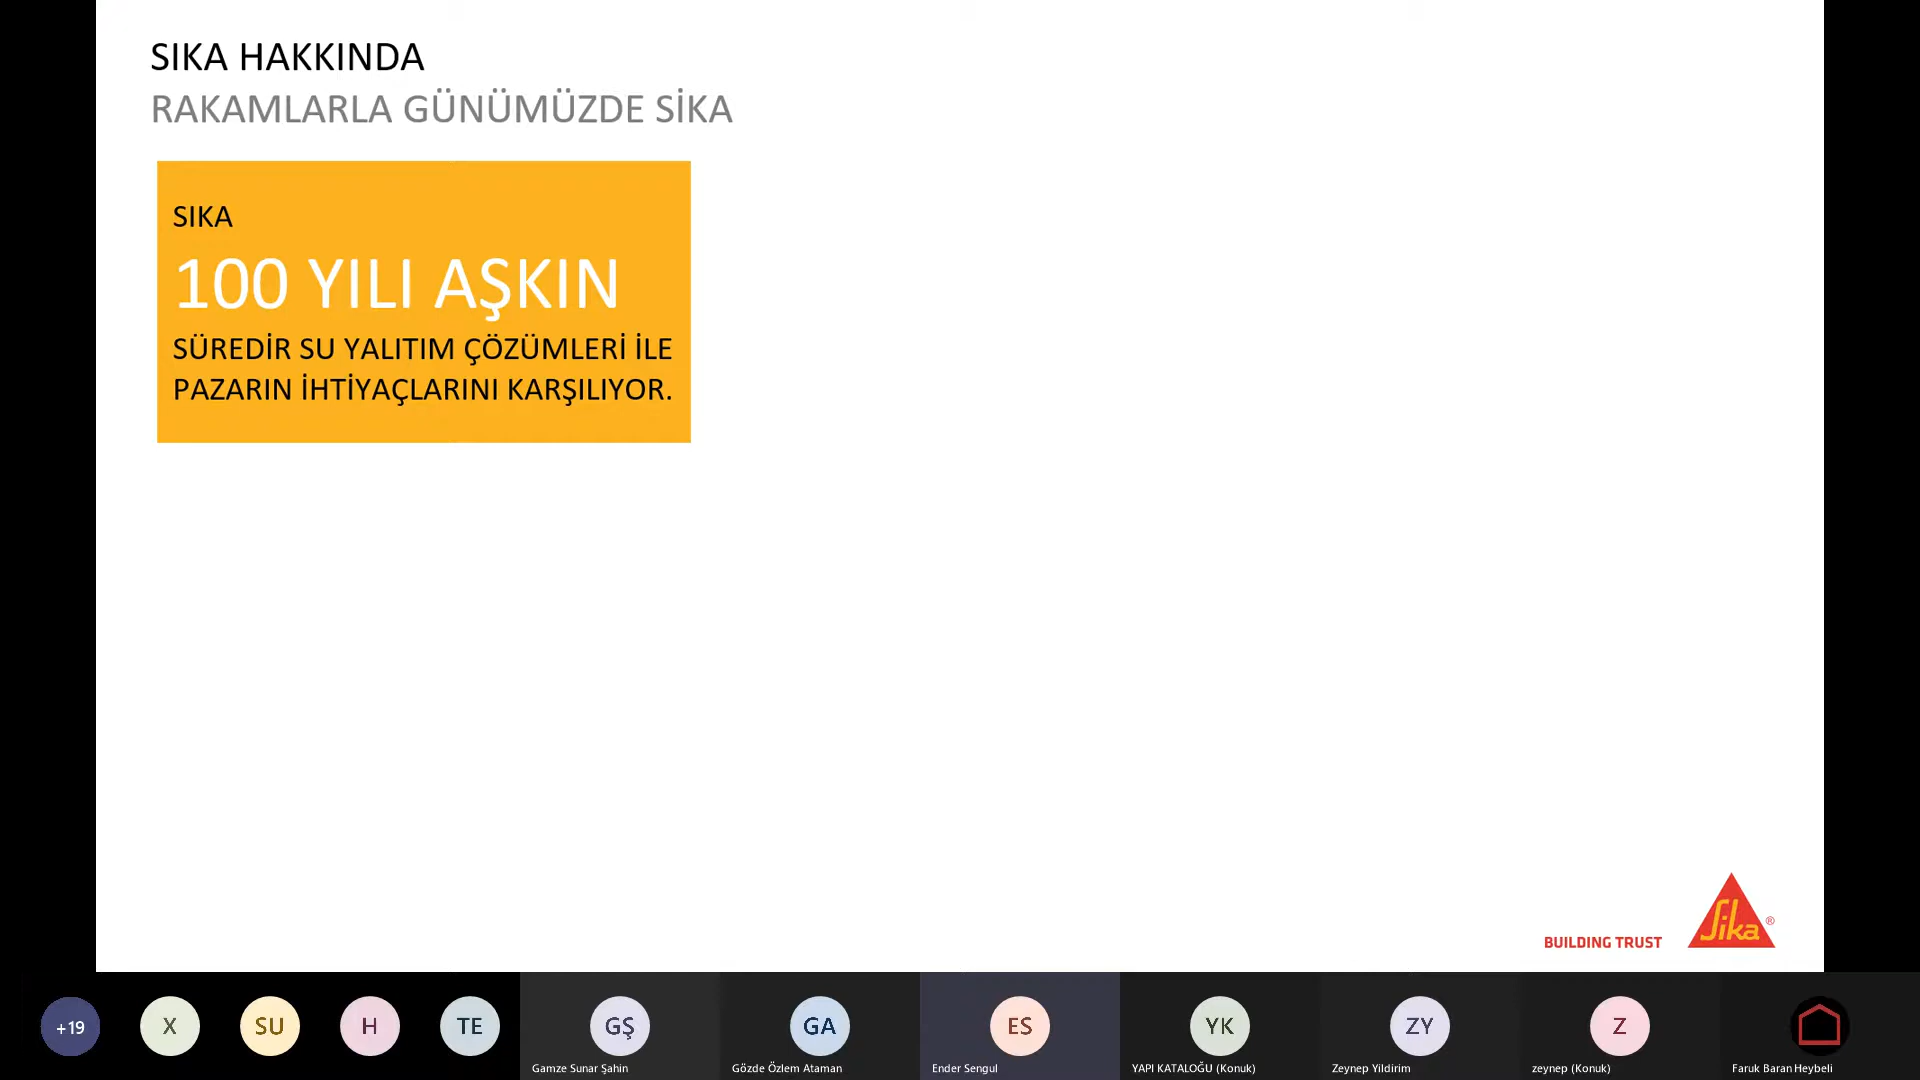 SIKA HAKKINDA
RAKAMLARLA GÜNÜMÜZDE SİKA
SIKA
100 YILI AŞKIN
SÜREDİR SU YALITIM ÇÖZÜMLERİ İLE
PAZARIN İHTİYAÇLARINI KARŞILIYOR.
BUILDING TRUST
Sika®
+19
X
SU
H
TE
GŞ
GA
ES
YK
ZY
Z
Gamze Sunar Şahin
Gözde Özlem Ataman
Ender Sengul
YAPI KATALOĞU (Konuk)
Zeynep Yildirim
zeynep (Konuk)
Faruk Baran Heybeli